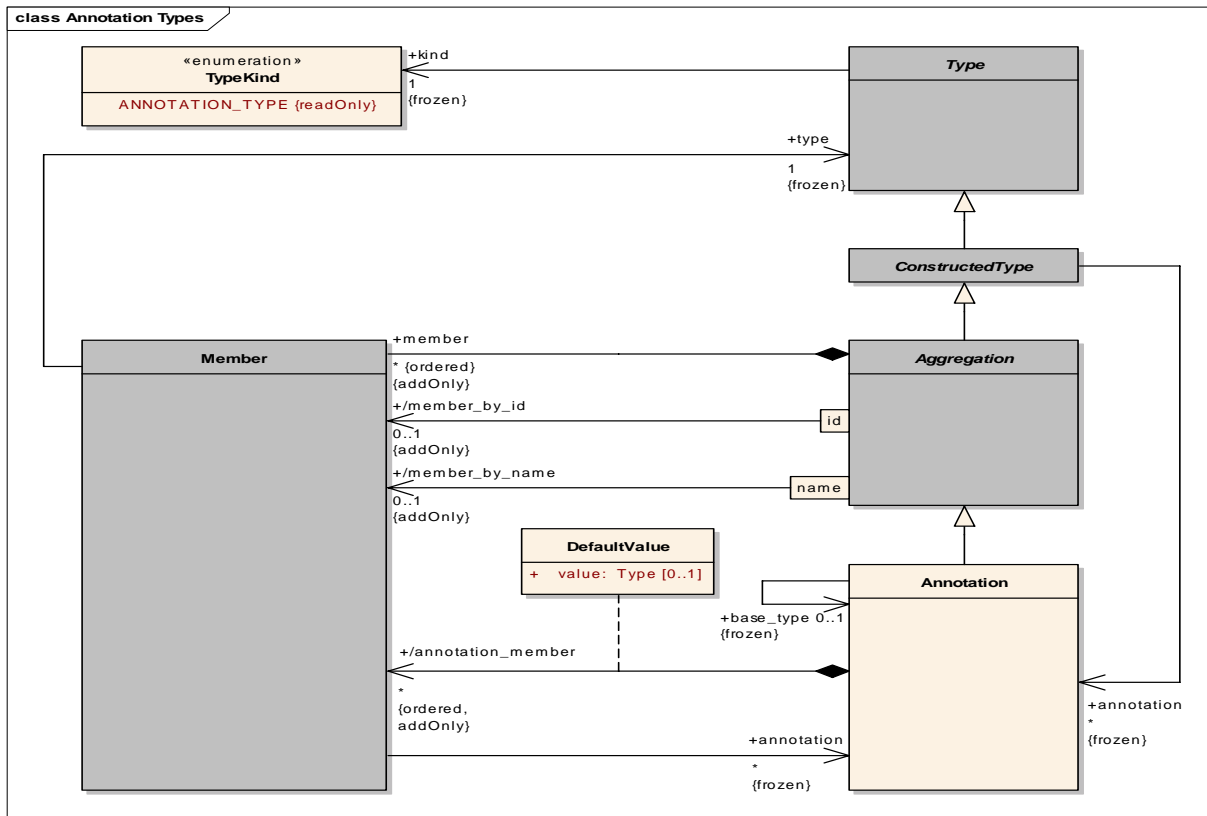 class Annotation Types
«enumeration»
TypeKind
ANNOTATION_TYPE {readOnly}
+kind
1
{frozen}
Type
+type
1
{frozen}
ConstructedType
Member
+member
* {ordered}
{addOnly}
Aggregation
+/member_by_id
0..1
{addOnly}
id
+/member_by_name
0..1
{addOnly}
name
DefaultValue
+ value: Type [0..1]
Annotation
+base_type 0..1
{frozen}
+/annotation_member
*
{ordered,
addOnly}
+annotation
*
{frozen}
+annotation
*
{frozen}